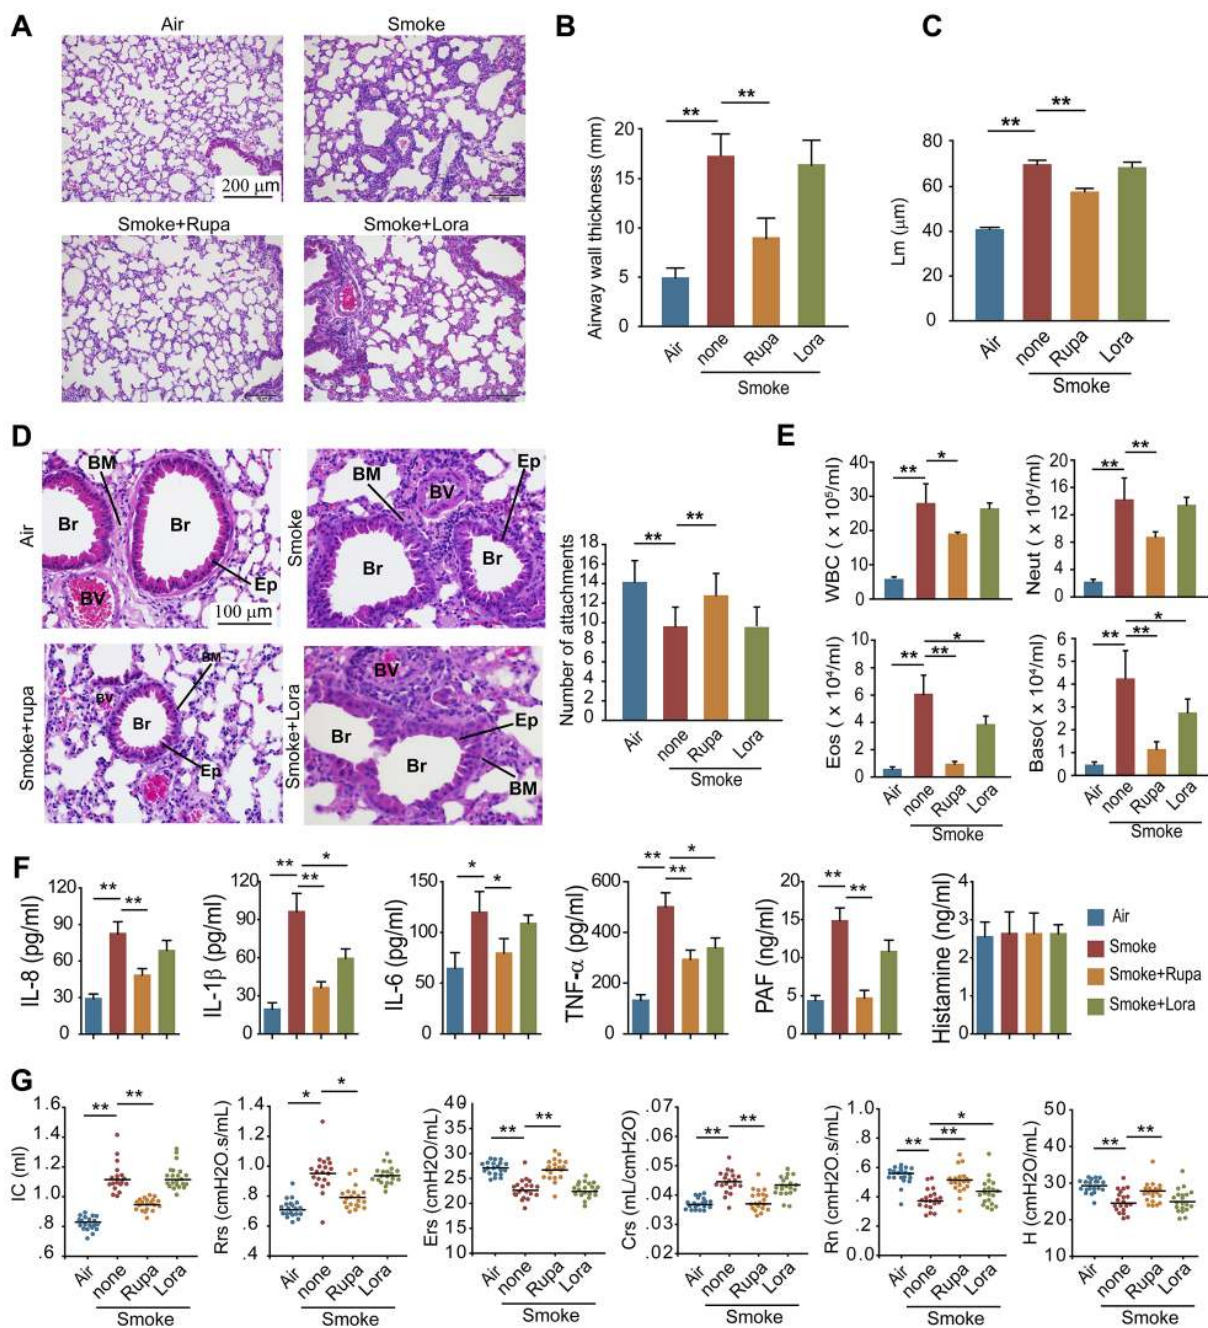 A
Air
Smoke
200 μm
Smoke+Rupa
Smoke+Lora
B
**
**
Airway wall thickness (mm)
20
15
10
5
0
Air
none
Rupa
Lora
Smoke
C
**
**
Lm (μm)
80
60
40
20
0
Air
none
Rupa
Lora
Smoke
D
Air
BM
Br
Br
Ep
BV
100 μm
Smoke
BM
BV
Ep
Br
Br
Smoke+rupa
BM
BV
Br
Ep
Smoke+Lora
BV
Ep
Br
BM
Number of attachments
18
16
14
12
10
8
6
4
2
0
**
**
Air
none
Rupa
Lora
Smoke
E
WBC ( x 10⁵/ml)
40
30
20
10
0
**
*
Neut ( x 10⁴/ml)
20
16
12
8
4
0
**
**
Eos ( x 10⁴/ml)
10
8
6
4
2
0
**
**
*
Air
none
Rupa
Lora
Smoke
Baso( x 10⁴/ml)
6
5
4
3
2
1
0
**
**
*
Air
none
Rupa
Lora
Smoke
F
IL-8 (pg/ml)
120
90
60
30
0
**
**
IL-1β (pg/ml)
120
90
60
30
0
**
**
*
IL-6 (pg/ml)
150
100
50
0
*
*
TNF-α (pg/ml)
600
400
200
0
**
**
*
PAF (ng/ml)
20
15
10
5
0
**
**
Histamine (ng/ml)
4
3
2
1
0
Air
Smoke
Smoke+Rupa
Smoke+Lora
G
IC (ml)
1.6
1.4
1.2
1.0
.8
.6
**
**
Air
none
Rupa
Lora
Smoke
Rrs (cmH2O.s/mL)
1.4
1.2
1.0
.8
.6
.4
*
*
Air
none
Rupa
Lora
Smoke
Ers (cmH2O/mL)
40
35
30
25
20
15
10
**
**
Air
none
Rupa
Lora
Smoke
Crs (mL/cmH2O)
.07
.06
.05
.04
.03
.02
**
**
Air
none
Rupa
Lora
Smoke
Rn (cmH2O.s/mL)
1.0
.8
.6
.4
.2
.0
**
**
*
Air
none
Rupa
Lora
Smoke
H (cmH2O/mL)
50
40
30
20
10
**
**
Air
none
Rupa
Lora
Smoke